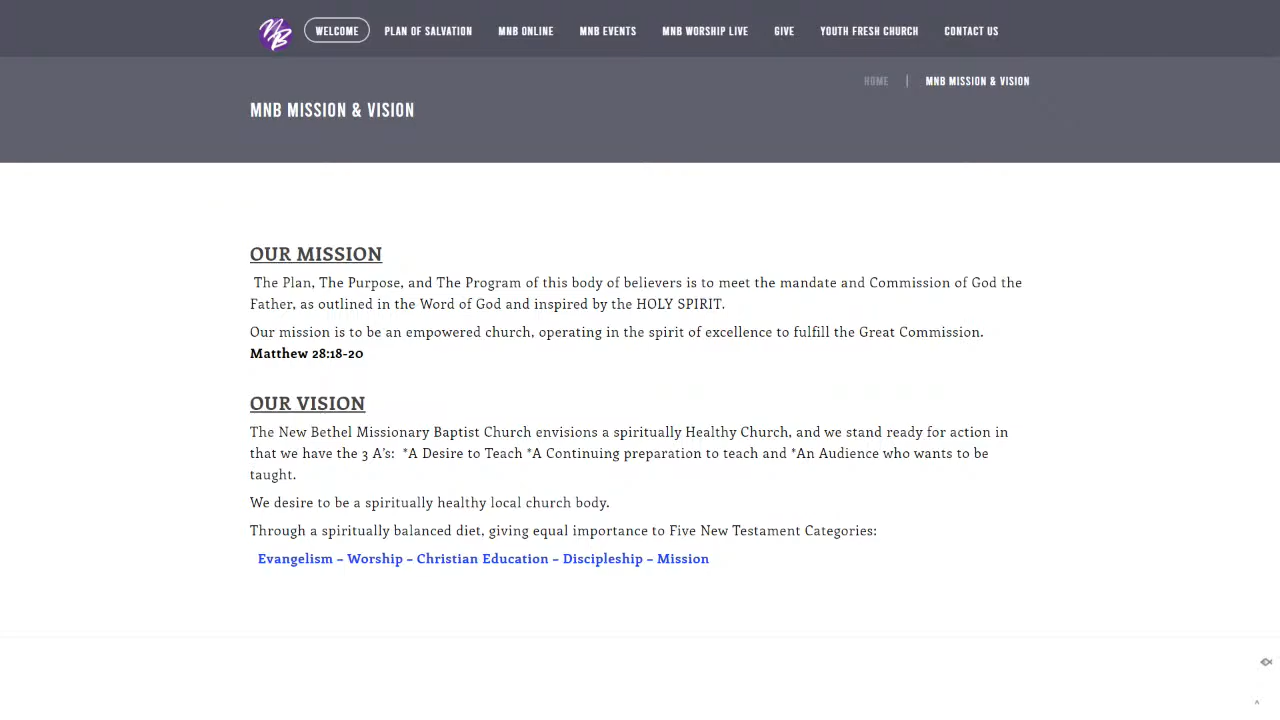 NB
WELCOME
PLAN OF SALVATION
MNB ONLINE
MNB EVENTS
MNB WORSHIP LIVE
GIVE
YOUTH FRESH CHURCH
CONTACT US
HOME | MNB MISSION & VISION
MNB MISSION & VISION
OUR MISSION
The Plan, The Purpose, and The Program of this body of believers is to meet the mandate and Commission of God the
Father, as outlined in the Word of God and inspired by the HOLY SPIRIT.
Our mission is to be an empowered church, operating in the spirit of excellence to fulfill the Great Commission.
Matthew 28:18-20
OUR VISION
The New Bethel Missionary Baptist Church envisions a spiritually Healthy Church, and we stand ready for action in
that we have the 3 A's:  *A Desire to Teach *A Continuing preparation to teach and *An Audience who wants to be
taught.
We desire to be a spiritually healthy local church body.
Through a spiritually balanced diet, giving equal importance to Five New Testament Categories:
Evangelism – Worship – Christian Education – Discipleship – Mission